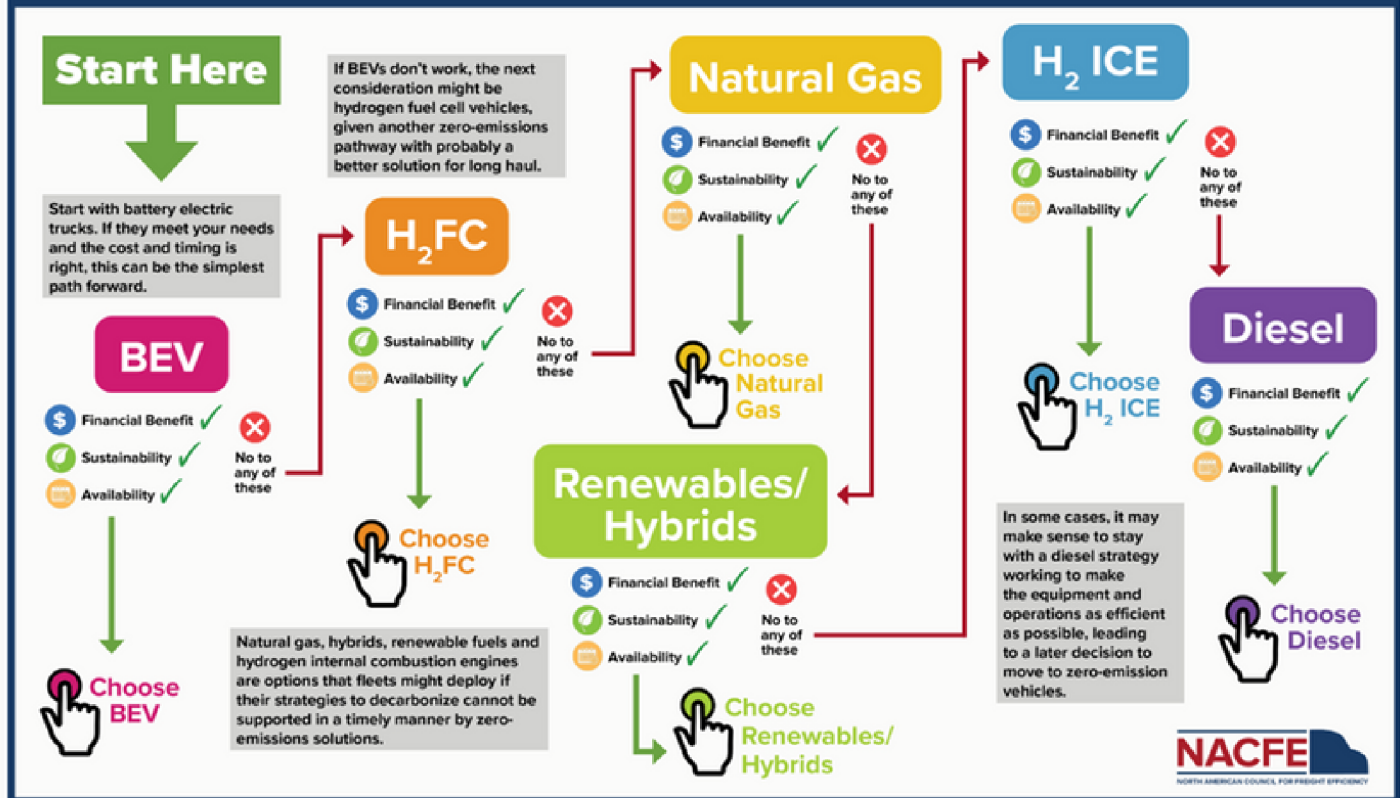 Start Here
Start with battery electric
trucks. If they meet your needs
and the cost and timing is
right, this can be the simplest
path forward.
BEV
$ Financial Benefit ✓
Sustainability ✓
Availability ✓
No to
any of
these
Choose
BEV
If BEVs don't work, the next
consideration might be
hydrogen fuel cell vehicles,
given another zero-emissions
pathway with probably a
better solution for long haul.
H₂FC
$ Financial Benefit ✓
Sustainability ✓
Availability ✓
No to
any of
these
Choose
H₂FC
Natural gas, hybrids, renewable fuels and
hydrogen internal combustion engines
are options that fleets might deploy if
their strategies to decarbonize cannot be
supported in a timely manner by zero-
emissions solutions.
Natural Gas
$ Financial Benefit ✓
Sustainability ✓
Availability ✓
No to
any of
these
Choose
Natural
Gas
Renewables/
Hybrids
$ Financial Benefit ✓
Sustainability ✓
Availability ✓
No to
any of
these
Choose
Renewables/
Hybrids
H₂ ICE
$ Financial Benefit ✓
Sustainability ✓
Availability ✓
No to
any of
these
Choose
H₂ ICE
Diesel
$ Financial Benefit ✓
Sustainability ✓
Availability ✓
Choose
Diesel
In some cases, it may
make sense to stay
with a diesel strategy
working to make
the equipment and
operations as efficient
as possible, leading
to a later decision to
move to zero-emission
vehicles.
NACFE
NORTH AMERICAN COUNCIL FOR FREIGHT EFFICIENCY